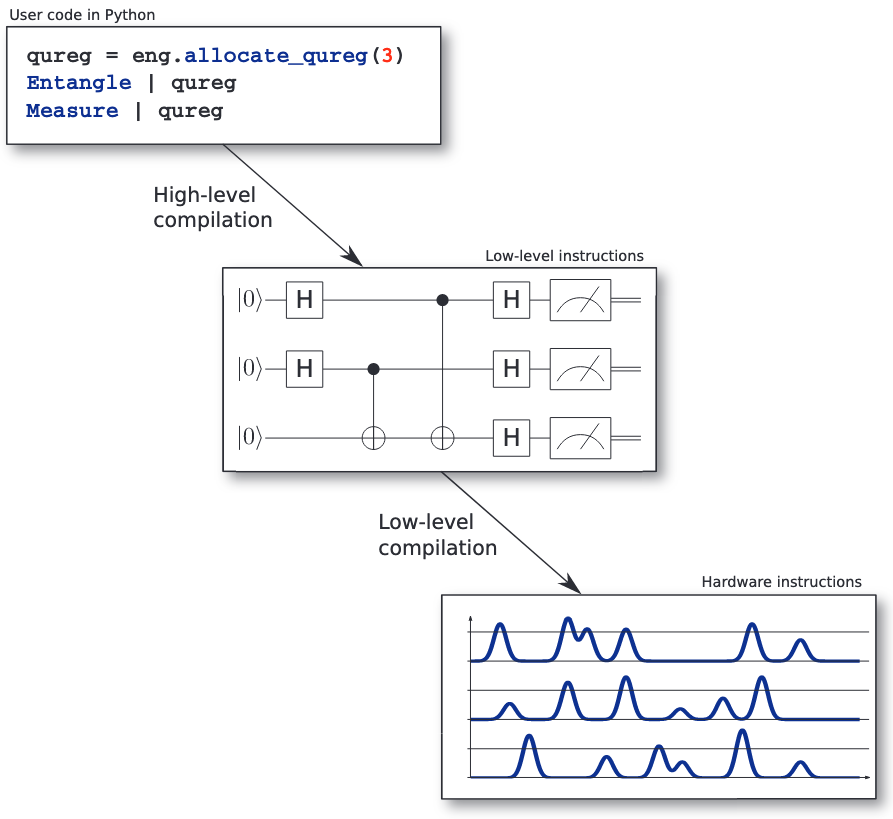 User code in Python
qureg = eng.allocate_qureg(3)
Entangle | qureg
Measure | qureg
High-level
compilation
Low-level instructions
|0⟩ H H
|0⟩ H H
|0⟩ H
Low-level
compilation
Hardware instructions